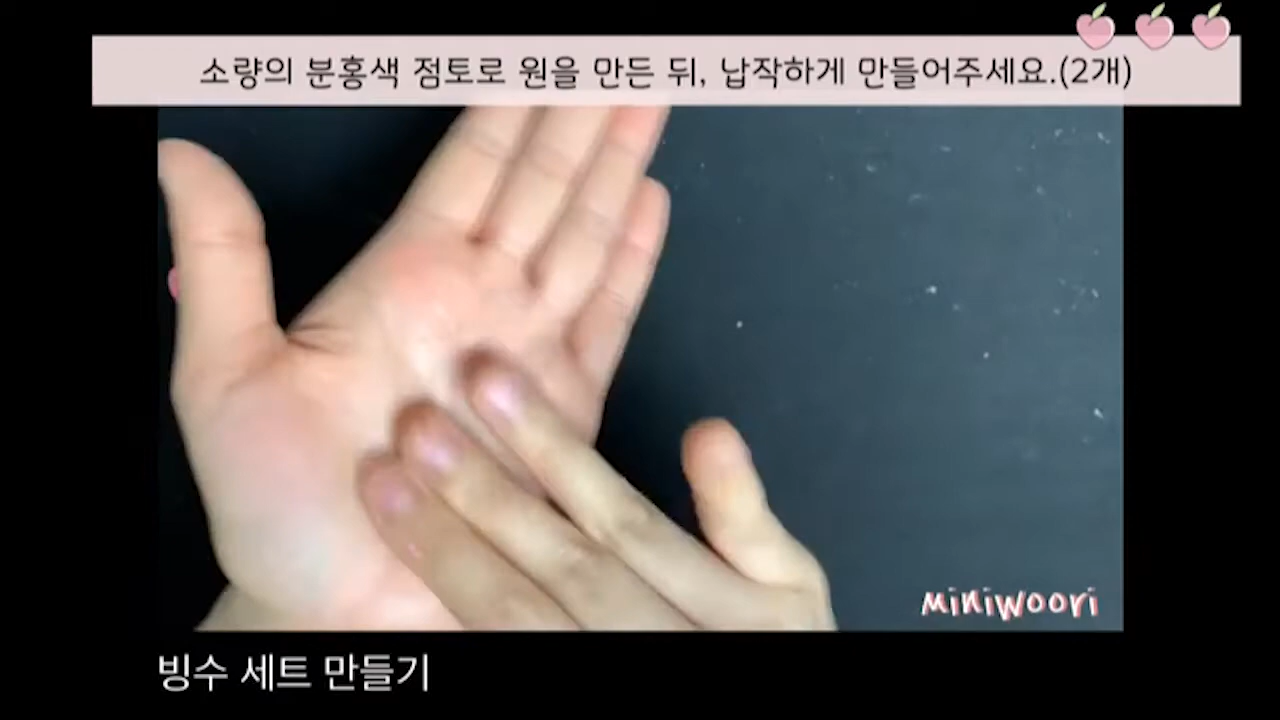 소량의 분홍색 점토로 원을 만든 뒤, 납작하게 만들어주세요.(2개)
miniwoori
빙수 세트 만들기